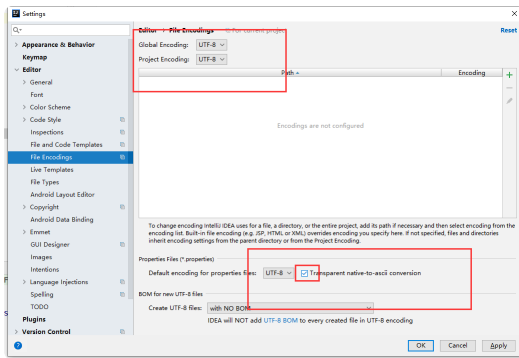 Settings
Editor › File Encodings For current project Reset
Appearance & Behavior
Keymap
Editor
General
Font
Color Scheme
Code Style
Inspections
File and Code Templates
File Encodings
Live Templates
File Types
Android Layout Editor
Copyright
Android Data Binding
Emmet
GUI Designer
Images
Intentions
Language Injections
Spelling
TODO
Plugins
Version Control
Global Encoding: UTF-8
Project Encoding: UTF-8
Path Encoding
Encodings are not configured
To change encoding IntelliJ IDEA uses for a file, a directory, or the entire project, add its path if necessary and then select encoding from the
encoding list. Built-in file encoding (e.g. JSP, HTML or XML) overrides encoding you specify here. If not specified, files and directories
inherit encoding settings from the parent directory or from the Project Encoding.
Properties Files (*.properties)
Default encoding for properties files: UTF-8 Transparent native-to-ascii conversion
BOM for new UTF-8 files
Create UTF-8 files: with NO BOM
IDEA will NOT add UTF-8 BOM to every created file in UTF-8 encoding
? OK Cancel Apply